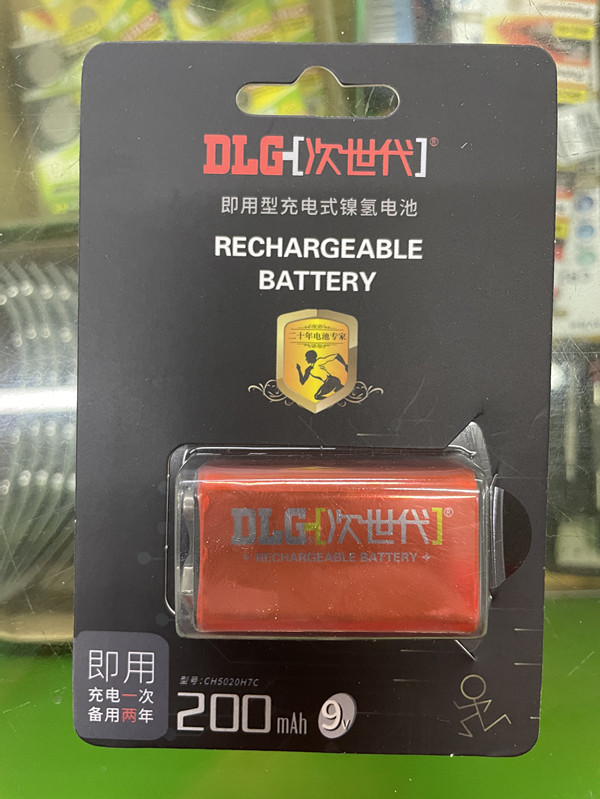 DLG[次世代]®
即用型充电式镍氢电池
RECHARGEABLE
BATTERY
二十年电池专家
DLG[次世代]®
RECHARGEABLE BATTERY
即用
充电一次
备用两年
型号:CH5020H7C
200 mAh 9V